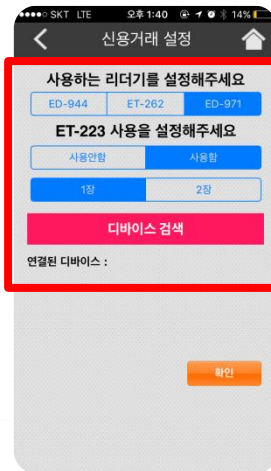 SKT LTE 오후 1:40 14%
신용거래 설정
사용하는 리더기를 설정해주세요
ED-944 ET-262 ED-971
ET-223 사용을 설정해주세요
사용안함 사용함
1장 2장
디바이스 검색
연결된 디바이스 :
확인